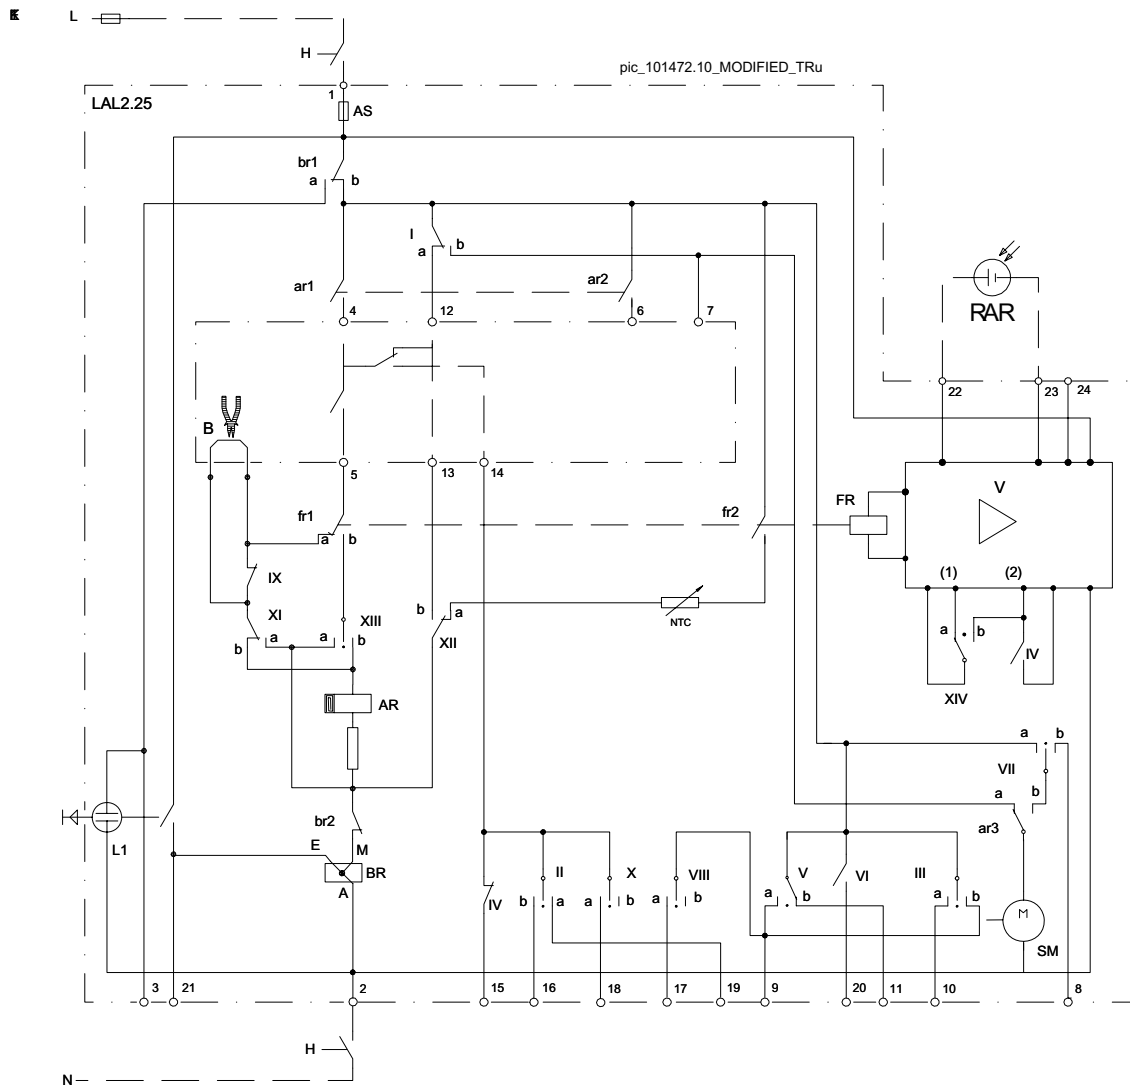 L
H
pic_101472.10_MODIFIED_TRu
1
LAL2.25
AS
br1
a b
I
a b
ar1
ar2
4 12 6 7
RAR
22 23 24
B
5 13 14
V
FR
fr1
fr2
a b
(1) (2)
IX
XI
XIII
b a
NTC
XII
a b
a a b
b
IV
XIV
AR
a b
VII
a b
br2
ar3
L1
E M
BR
A
II X VIII V VI III
IV
b a a b a b a b a b
M
SM
3 21 2 15 16 18 17 19 9 20 11 10 8
H
N